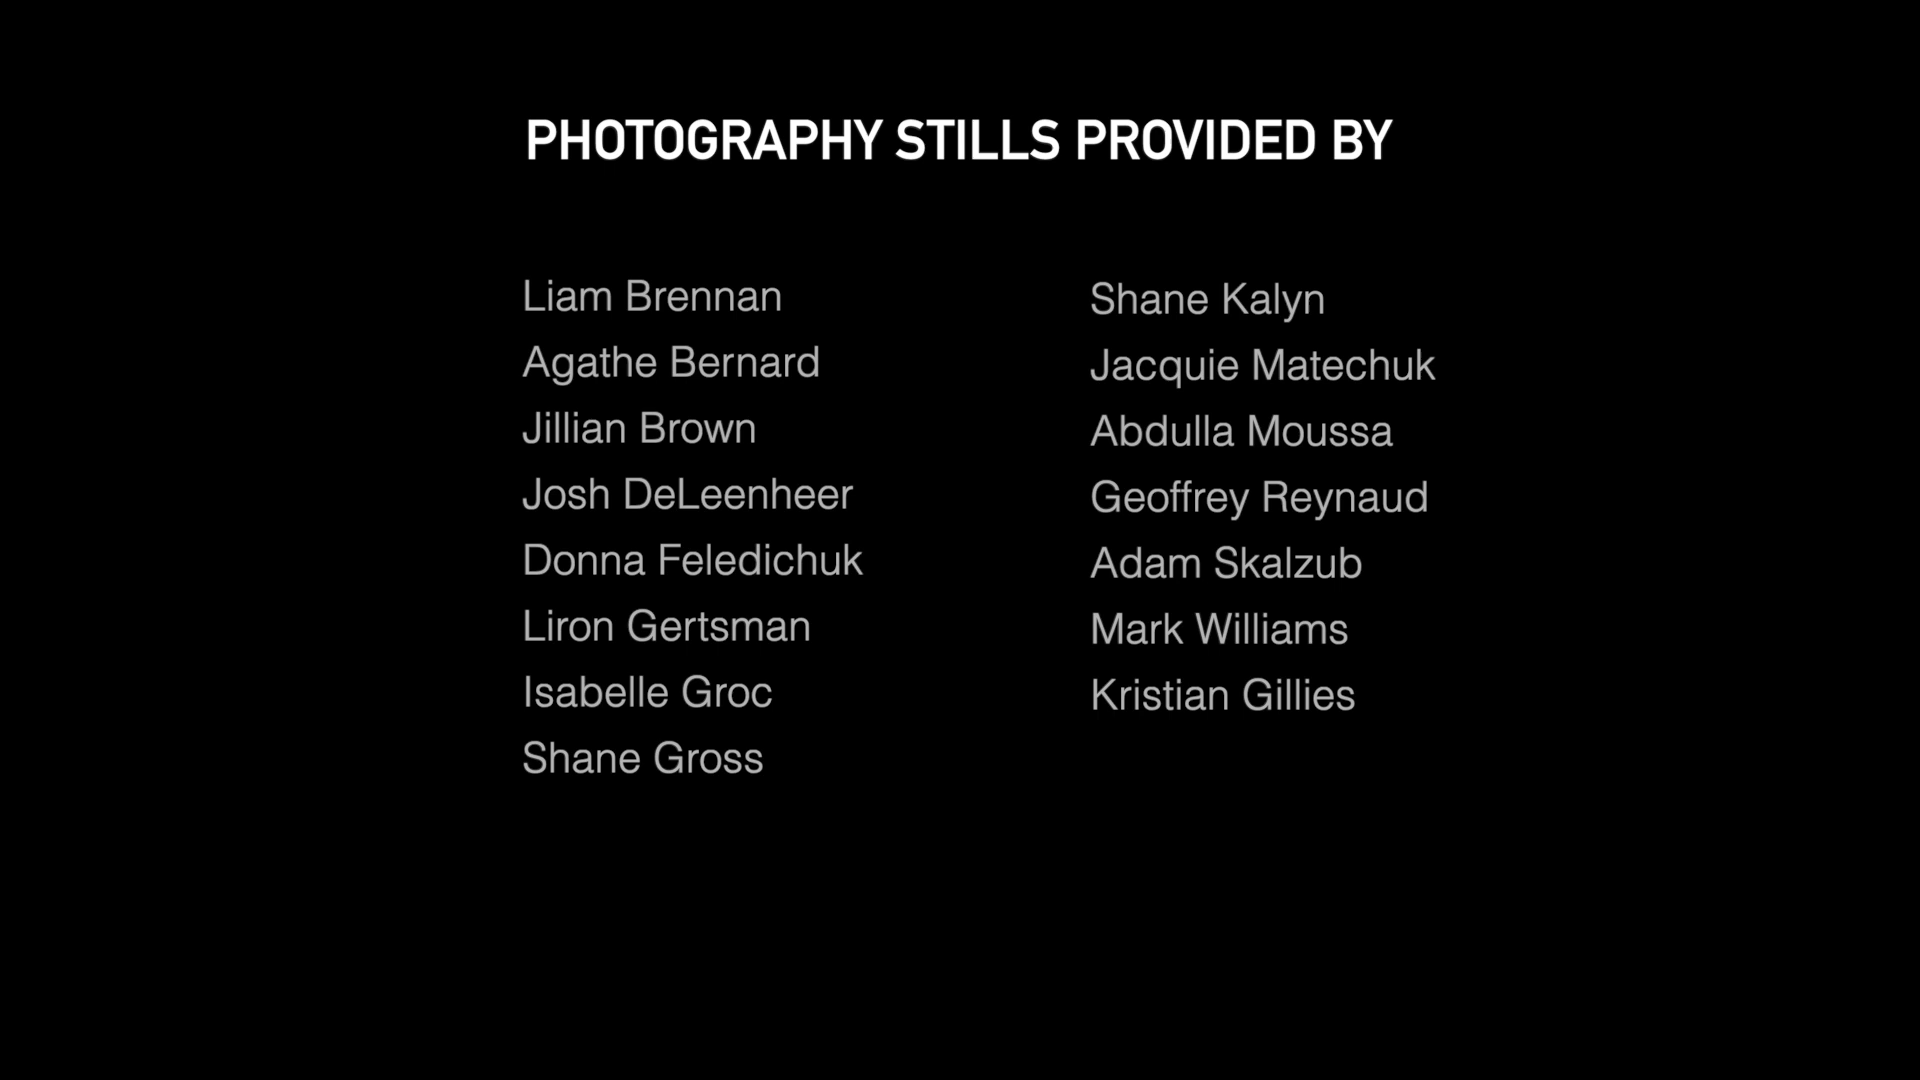 PHOTOGRAPHY STILLS PROVIDED BY
Liam Brennan
Agathe Bernard
Jillian Brown
Josh DeLeenheer
Donna Feledichuk
Liron Gertsman
Isabelle Groc
Shane Gross
Shane Kalyn
Jacquie Matechuk
Abdulla Moussa
Geoffrey Reynaud
Adam Skalzub
Mark Williams
Kristian Gillies